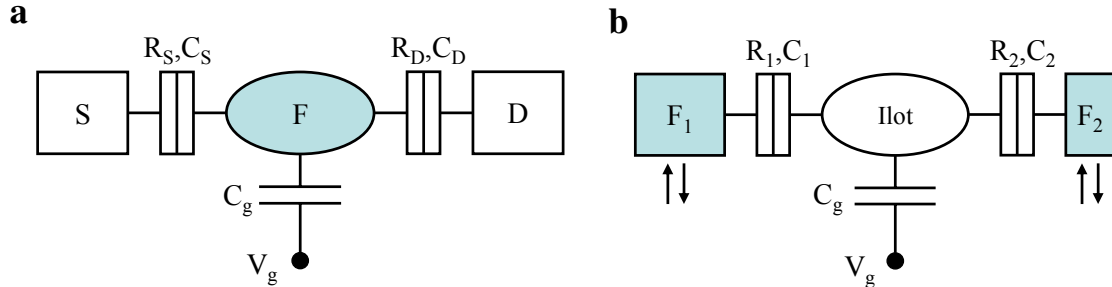 a
R_S,C_S
R_D,C_D
S
F
D
C_g
V_g
b
R_1,C_1
R_2,C_2
F_1
Ilot
F_2
C_g
V_g